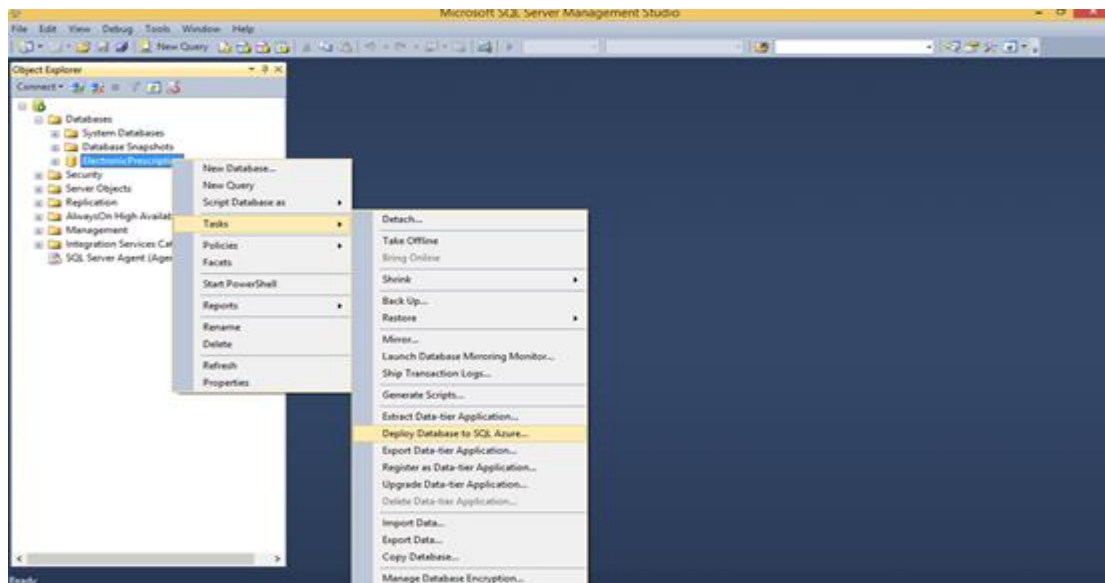 Microsoft SQL Server Management Studio
File Edit View Debug Tools Window Help
New Query
Object Explorer
Connect
Databases
System Databases
Database Snapshots
ElectronicPrescription
Security
Server Objects
Replication
AlwaysOn High Availab
Management
Integration Services Cat
SQL Server Agent (Agen
New Database...
New Query
Script Database as
Tasks
Policies
Facets
Start PowerShell
Reports
Rename
Delete
Refresh
Properties
Detach...
Take Offline
Bring Online
Shrink
Back Up...
Restore
Mirror...
Launch Database Mirroring Monitor...
Ship Transaction Logs...
Generate Scripts...
Extract Data-tier Application...
Deploy Database to SQL Azure...
Export Data-tier Application...
Register as Data-tier Application...
Upgrade Data-tier Application...
Delete Data-tier Application...
Import Data...
Export Data...
Copy Database...
Manage Database Encryption...
Ready